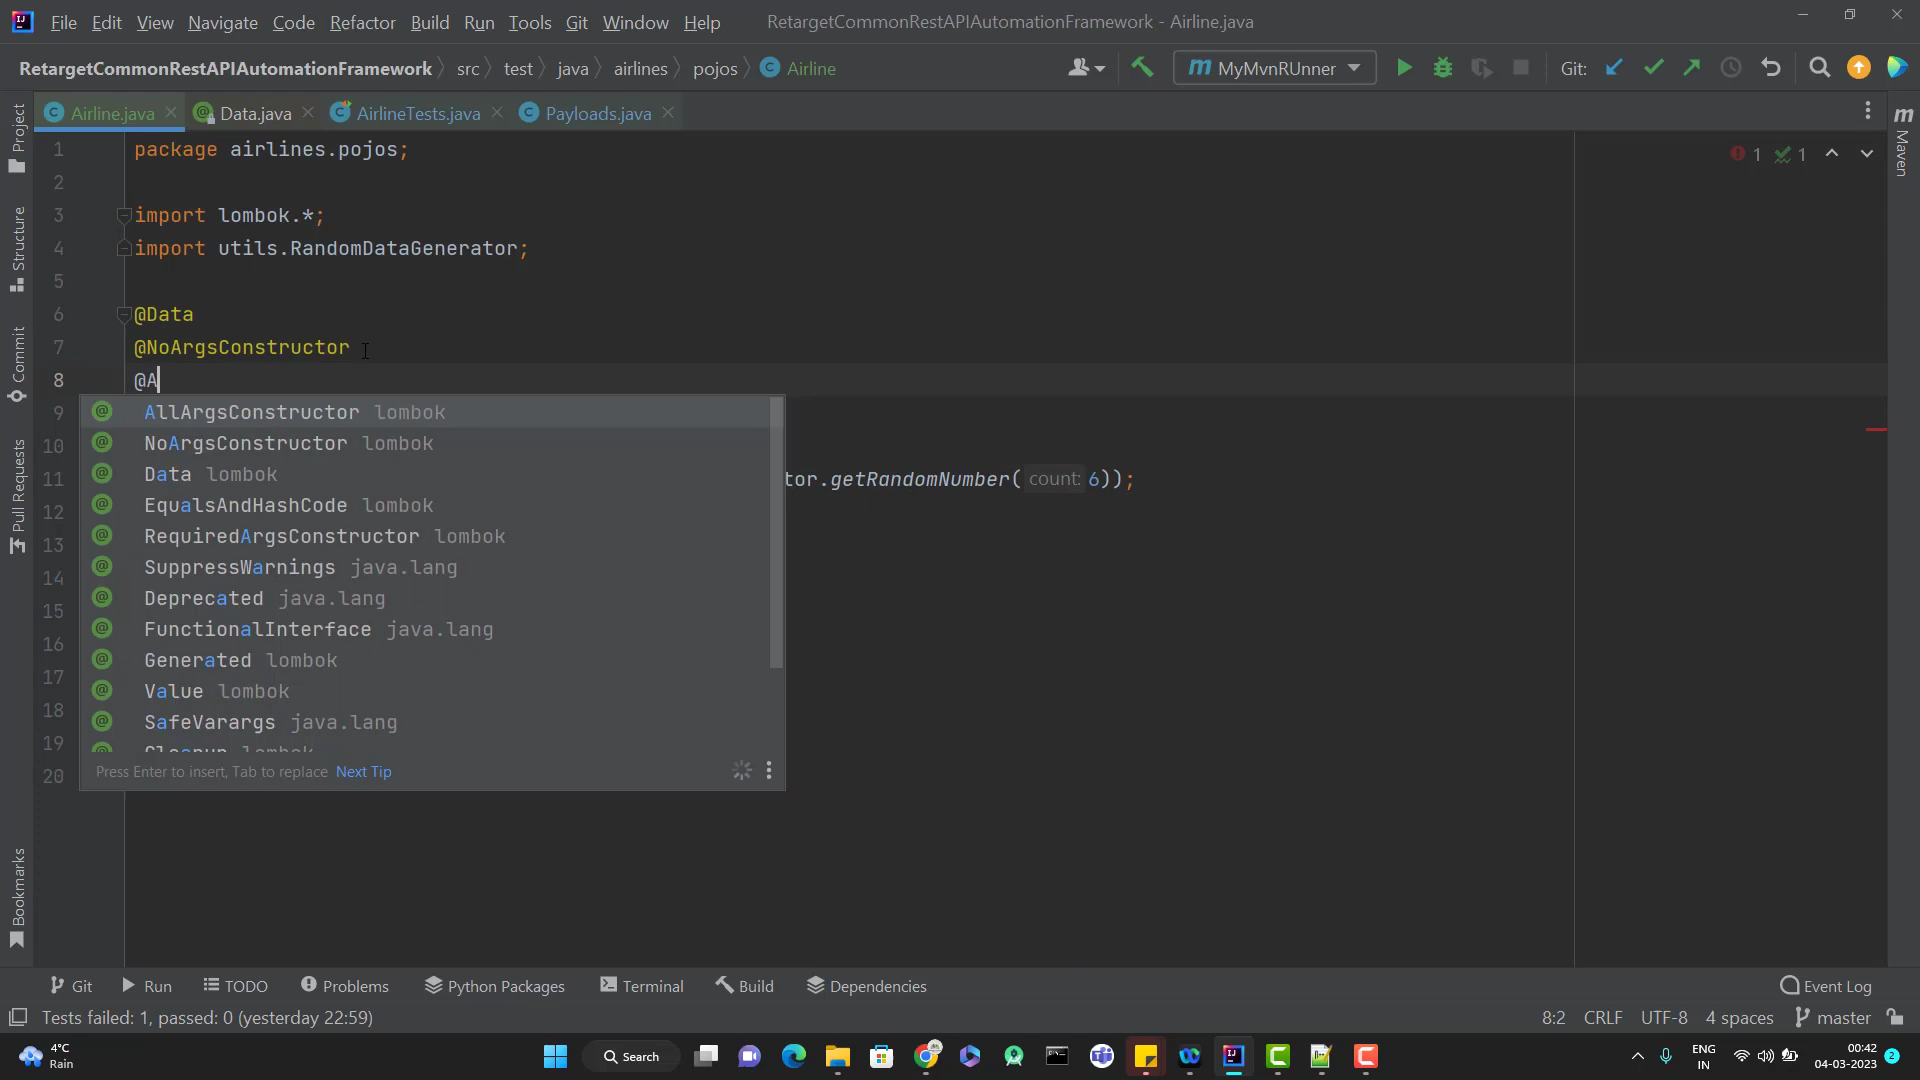 File Edit View Navigate Code Refactor Build Run Tools Git Window Help RetargetCommonRestAPIAutomationFramework - Airline.java
RetargetCommonRestAPIAutomationFramework src test java airlines pojos Airline MyMvnRUnner Git:
Airline.java Data.java AirlineTests.java Payloads.java
1 package airlines.pojos;
2
3 import lombok.*;
4 import utils.RandomDataGenerator;
5
6 @Data
7 @NoArgsConstructor
8 @A
9
10
11 tor.getRandomNumber( count: 6));
12
13
14
15
16
17
18
19
20
AllArgsConstructor lombok
NoArgsConstructor lombok
Data lombok
EqualsAndHashCode lombok
RequiredArgsConstructor lombok
SuppressWarnings java.lang
Deprecated java.lang
FunctionalInterface java.lang
Generated lombok
Value lombok
SafeVarargs java.lang
Cleanup lombok
Press Enter to insert, Tab to replace Next Tip
1 1
Project
Structure
Commit
Pull Requests
Bookmarks
m
Maven
Git Run TODO Problems Python Packages Terminal Build Dependencies Event Log
Tests failed: 1, passed: 0 (yesterday 22:59) 8:2 CRLF UTF-8 4 spaces master
4°C
Rain
Search
ENG
IN
00:42
04-03-2023
2